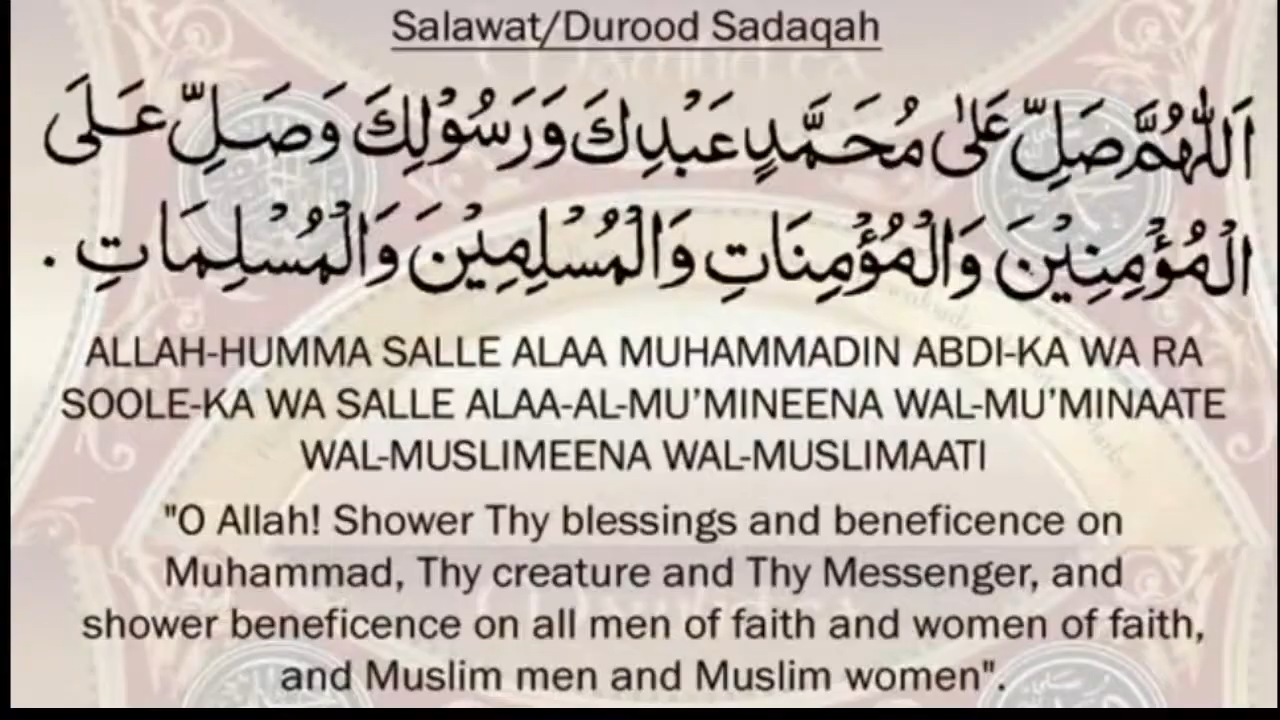 Salawat/Durood Sadaqah
اَللّٰهُمَّ صَلِّ عَلٰى مُحَمَّدٍ عَبْدِكَ وَرَسُوْلِكَ وَصَلِّ عَلَى
الْمُؤْمِنِيْنَ وَالْمُؤْمِنَاتِ وَالْمُسْلِمِيْنَ وَالْمُسْلِمَاتِ .
ALLAH-HUMMA SALLE ALAA MUHAMMADIN ABDI-KA WA RA
SOOLE-KA WA SALLE ALAA-AL-MU’MINEENA WAL-MU’MINAATE
WAL-MUSLIMEENA WAL-MUSLIMAATI
"O Allah! Shower Thy blessings and beneficence on
Muhammad, Thy creature and Thy Messenger, and
shower beneficence on all men of faith and women of faith,
and Muslim men and Muslim women".